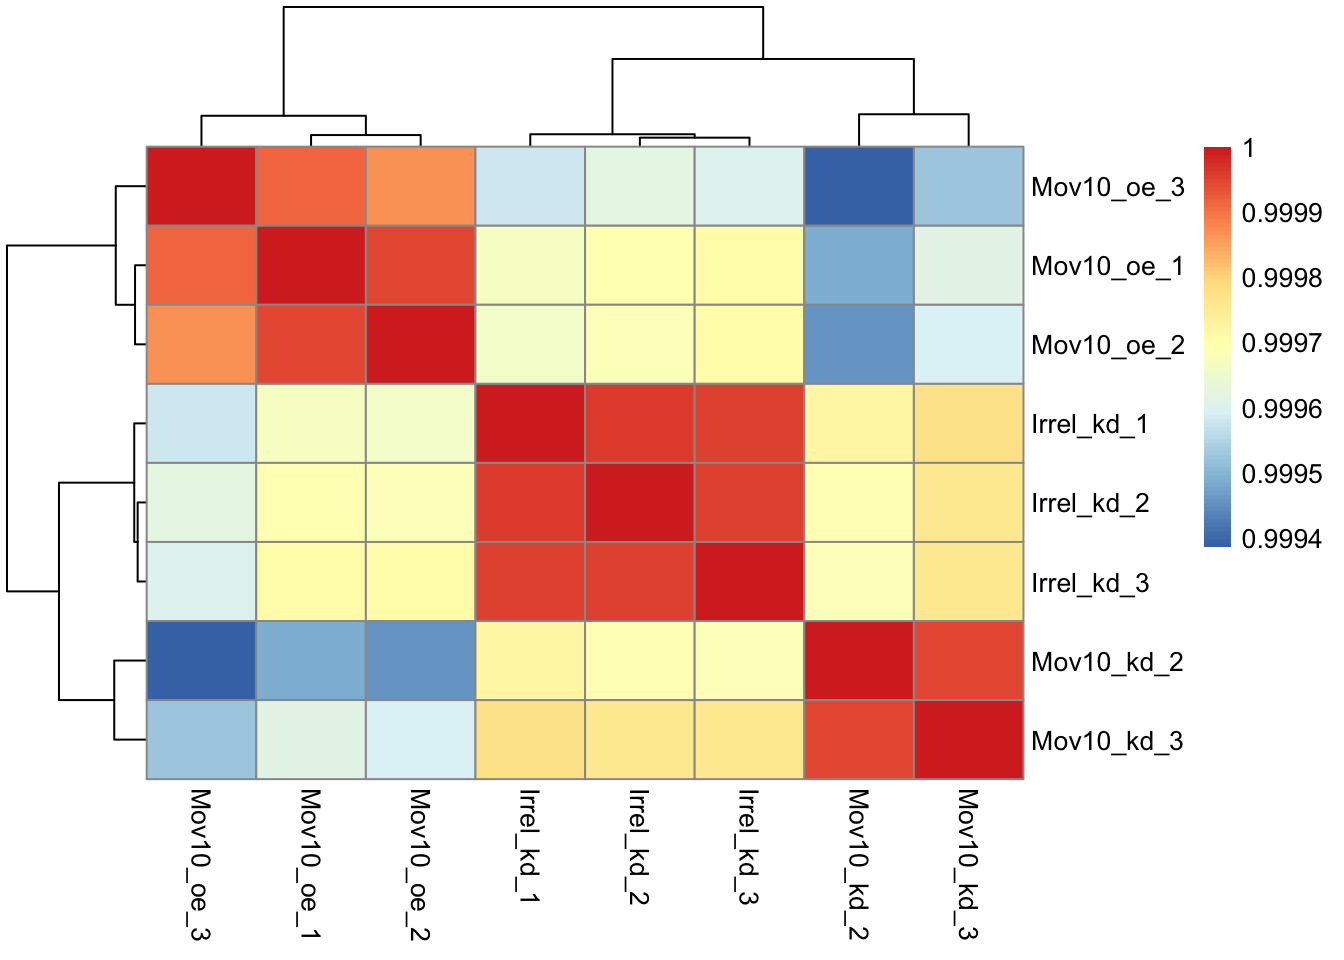 1
0.9999
0.9998
0.9997
0.9996
0.9995
0.9994
Mov10_oe_3
Mov10_oe_1
Mov10_oe_2
Irrel_kd_1
Irrel_kd_2
Irrel_kd_3
Mov10_kd_2
Mov10_kd_3
Mov10_oe_3
Mov10_oe_1
Mov10_oe_2
Irrel_kd_1
Irrel_kd_2
Irrel_kd_3
Mov10_kd_2
Mov10_kd_3